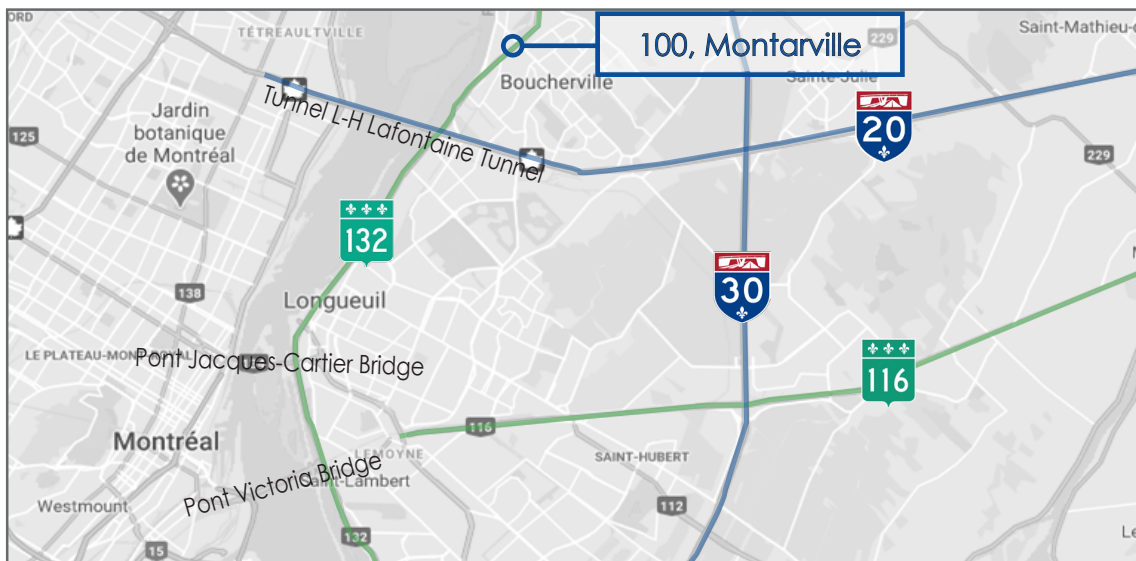 ORD
TÉTREAULTVILLE
100, Montarville
229
Saint-Mathieu-d
Boucherville
Sainte-Julie
Tunnel L-H Lafontaine Tunnel
20
Jardin
botanique
de Montréal
125
229
132
138
Longueuil
30
LE PLATEAU-MONT-ROYAL
Pont Jacques-Cartier Bridge
116
116
Montréal
LEMOYNE
SAINT-HUBERT
Pont Victoria Bridge
Saint-Lambert
Westmount
112
132
15
Le